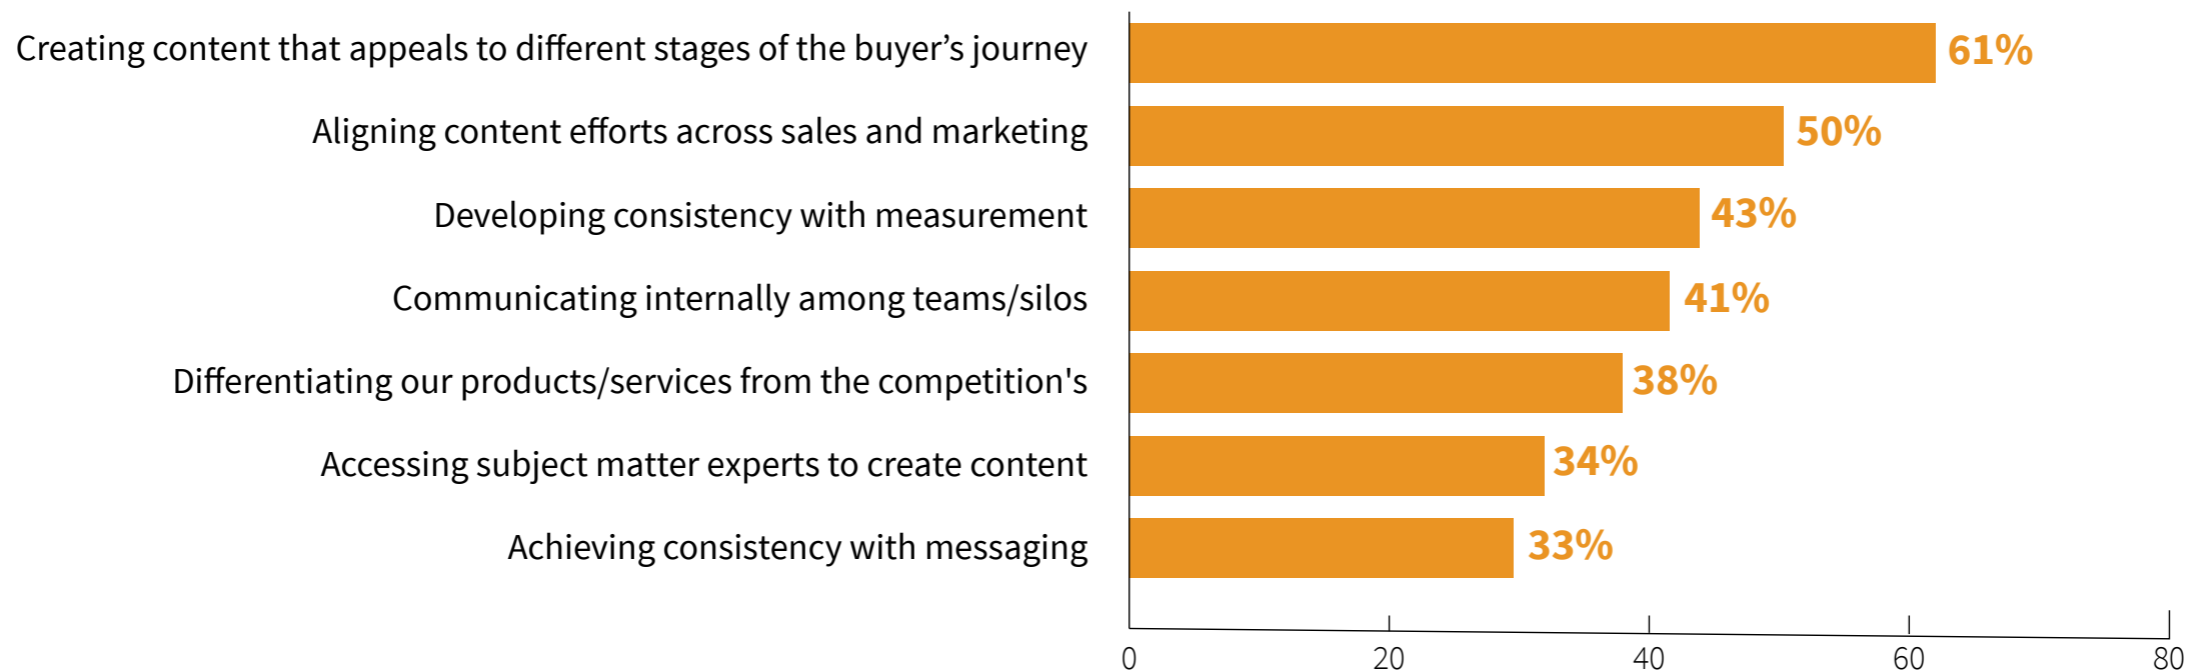 Creating content that appeals to different stages of the buyer’s journey 61%
Aligning content efforts across sales and marketing 50%
Developing consistency with measurement 43%
Communicating internally among teams/silos 41%
Differentiating our products/services from the competition's 38%
Accessing subject matter experts to create content 34%
Achieving consistency with messaging 33%
0 20 40 60 80